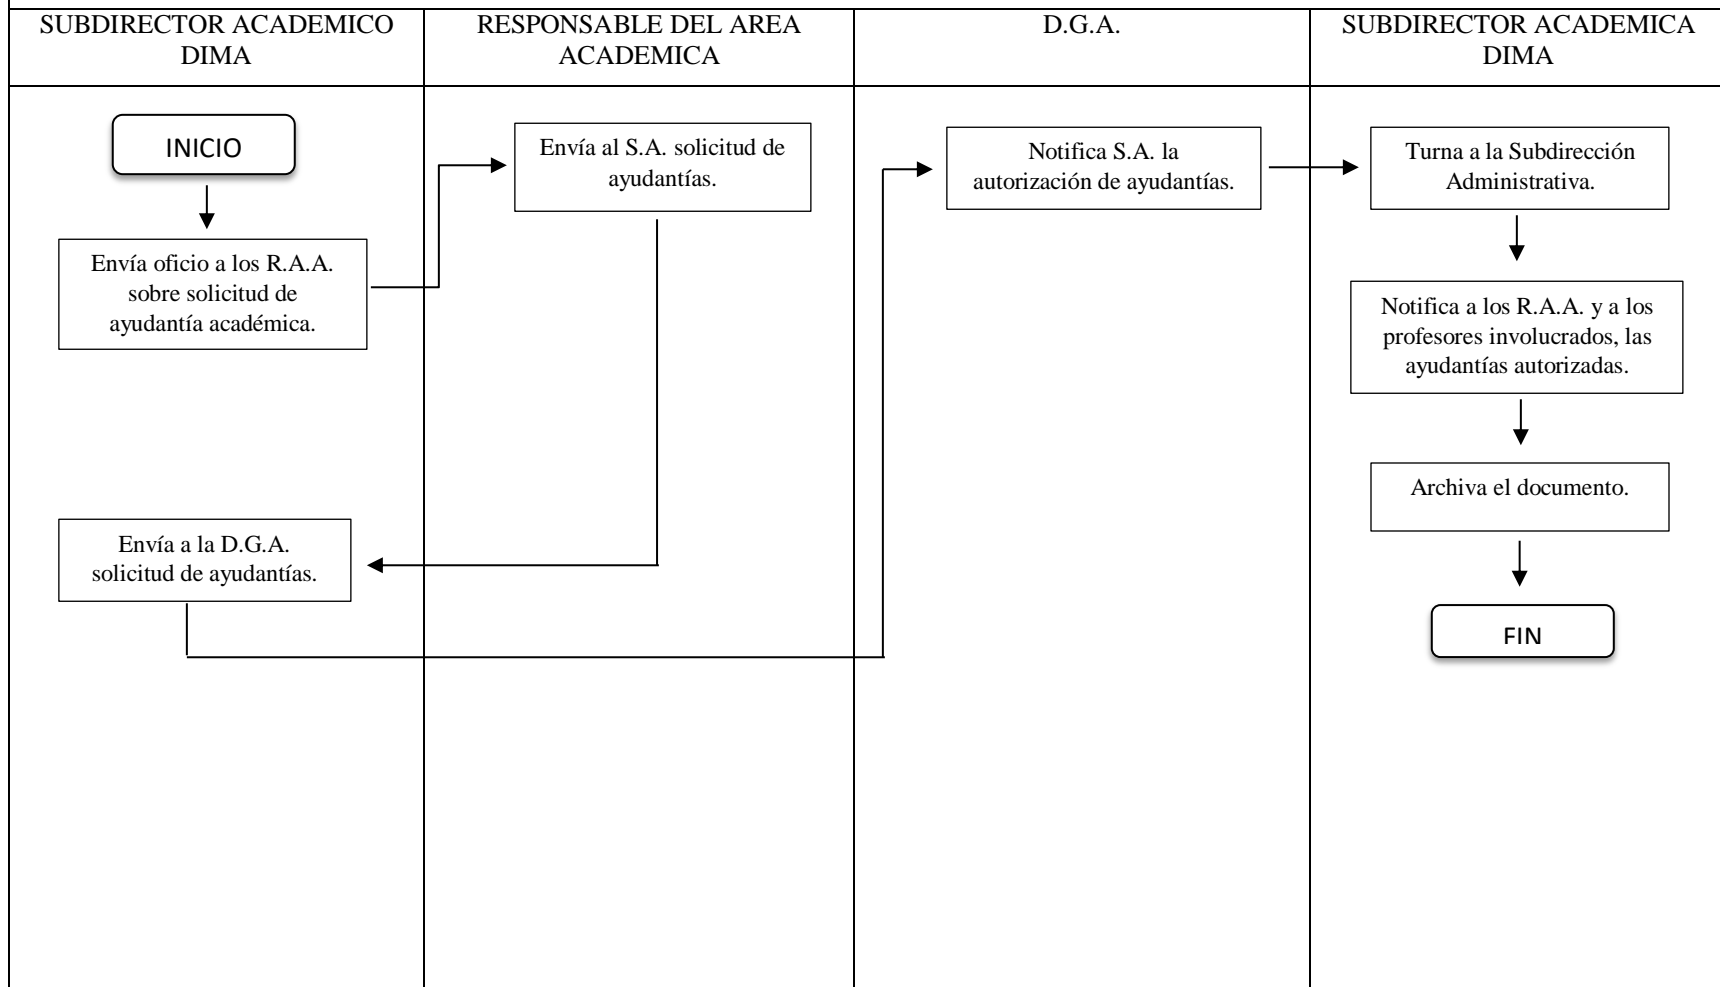 SUBDIRECTOR ACADEMICO
DIMA
RESPONSABLE DEL AREA
ACADEMICA
D.G.A.
SUBDIRECTOR ACADEMICA
DIMA
INICIO
Envía oficio a los R.A.A.
sobre solicitud de
ayudantía académica.
Envía al S.A. solicitud de
ayudantías.
Envía a la D.G.A.
solicitud de ayudantías.
Notifica S.A. la
autorización de ayudantías.
Turna a la Subdirección
Administrativa.
Notifica a los R.A.A. y a los
profesores involucrados, las
ayudantías autorizadas.
Archiva el documento.
FIN